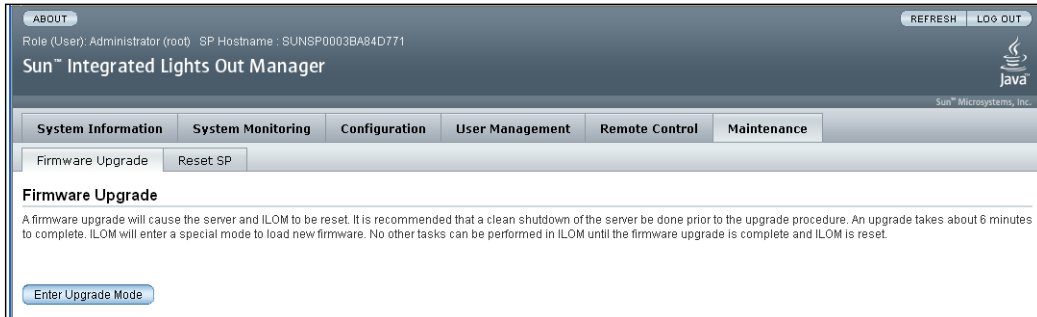 ABOUT
REFRESH LOG OUT
Role (User): Administrator (root) SP Hostname : SUNSP0003BA84D771
Sun™ Integrated Lights Out Manager
Java™
Sun™ Microsystems, Inc.
System Information System Monitoring Configuration User Management Remote Control Maintenance
Firmware Upgrade Reset SP
Firmware Upgrade
A firmware upgrade will cause the server and ILOM to be reset. It is recommended that a clean shutdown of the server be done prior to the upgrade procedure. An upgrade takes about 6 minutes
to complete. ILOM will enter a special mode to load new firmware. No other tasks can be performed in ILOM until the firmware upgrade is complete and ILOM is reset.
Enter Upgrade Mode